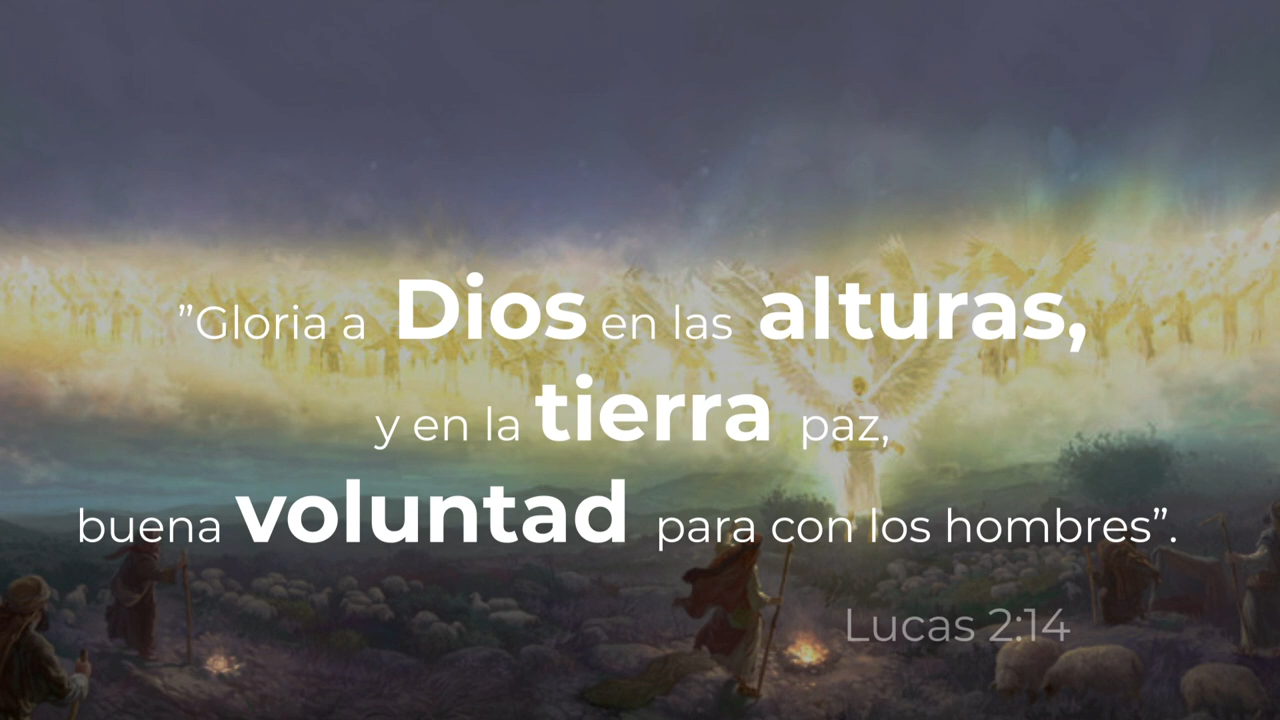 ”Gloria a Dios en las alturas,
y en la tierra paz,
buena voluntad para con los hombres”.
Lucas 2:14